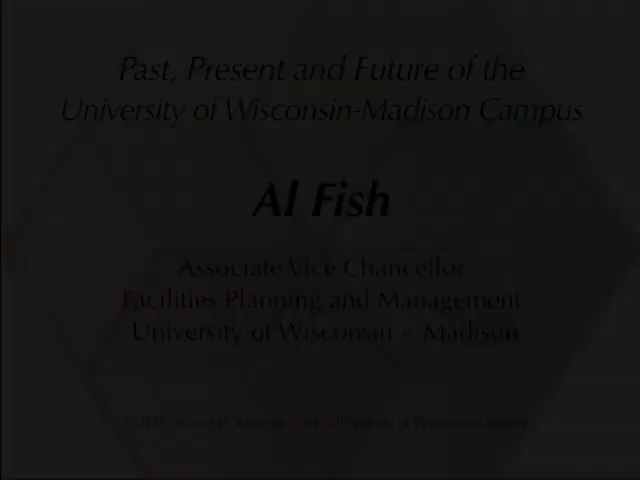 Past, Present and Future of the
University of Wisconsin-Madison Campus
Al Fish
Associate Vice Chancellor
Facilities Planning and Management
University of Wisconsin - Madison